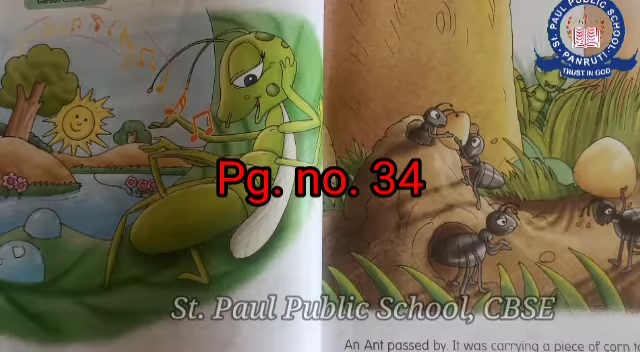 ST. PAUL PUBLIC SCHOOL,
PANRUTI.
TRUST IN GOD
Pg. no. 34
St. Paul Public School, CBSE
An Ant passed by. It was carrying a piece of corn